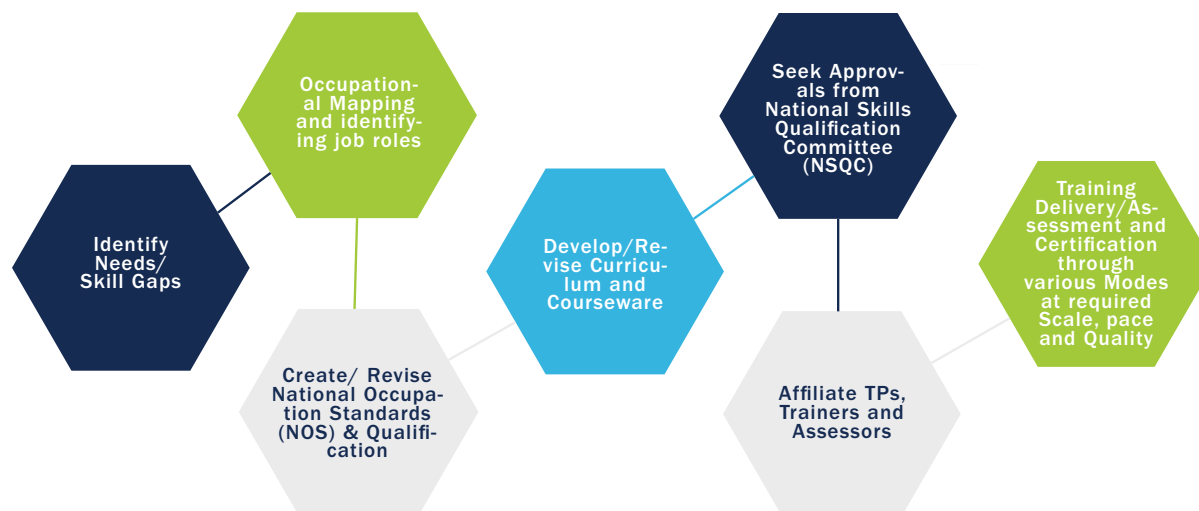 Identify
Needs/
Skill Gaps
Occupation-
al Mapping
and identify-
ing job roles
Create/ Revise
National Occupa-
tion Standards
(NOS) & Qualifi-
cation
Develop/Re-
vise Curricu-
lum and
Courseware
Seek Approv-
als from
National Skills
Qualification
Committee
(NSQC)
Affiliate TPs,
Trainers and
Assessors
Training
Delivery/As-
sessment and
Certification
through
various Modes
at required
Scale, pace
and Quality